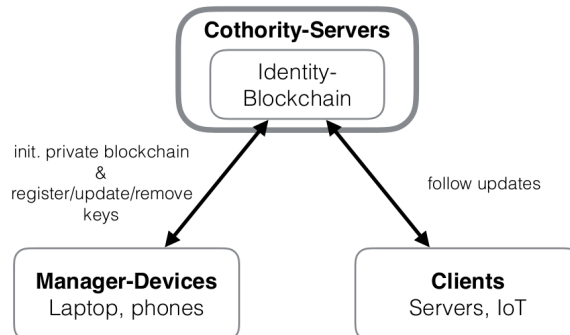 Cothority-Servers
Identity-
Blockchain
init. private blockchain
&
register/update/remove
keys
follow updates
Manager-Devices
Laptop, phones
Clients
Servers, IoT